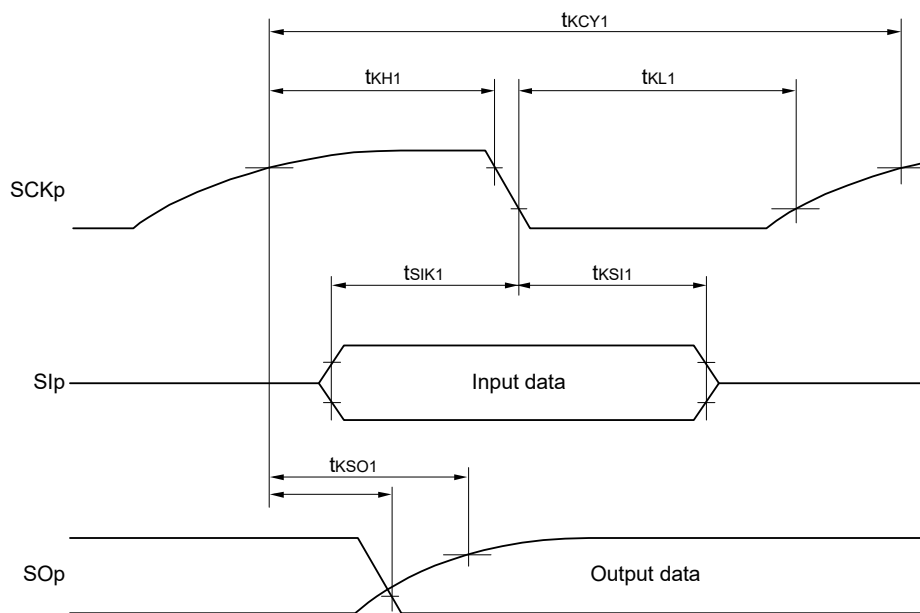 tKCY1
tKH1
tKL1
SCKp
tSIK1
tKSI1
SIp
Input data
tKSO1
SOp
Output data